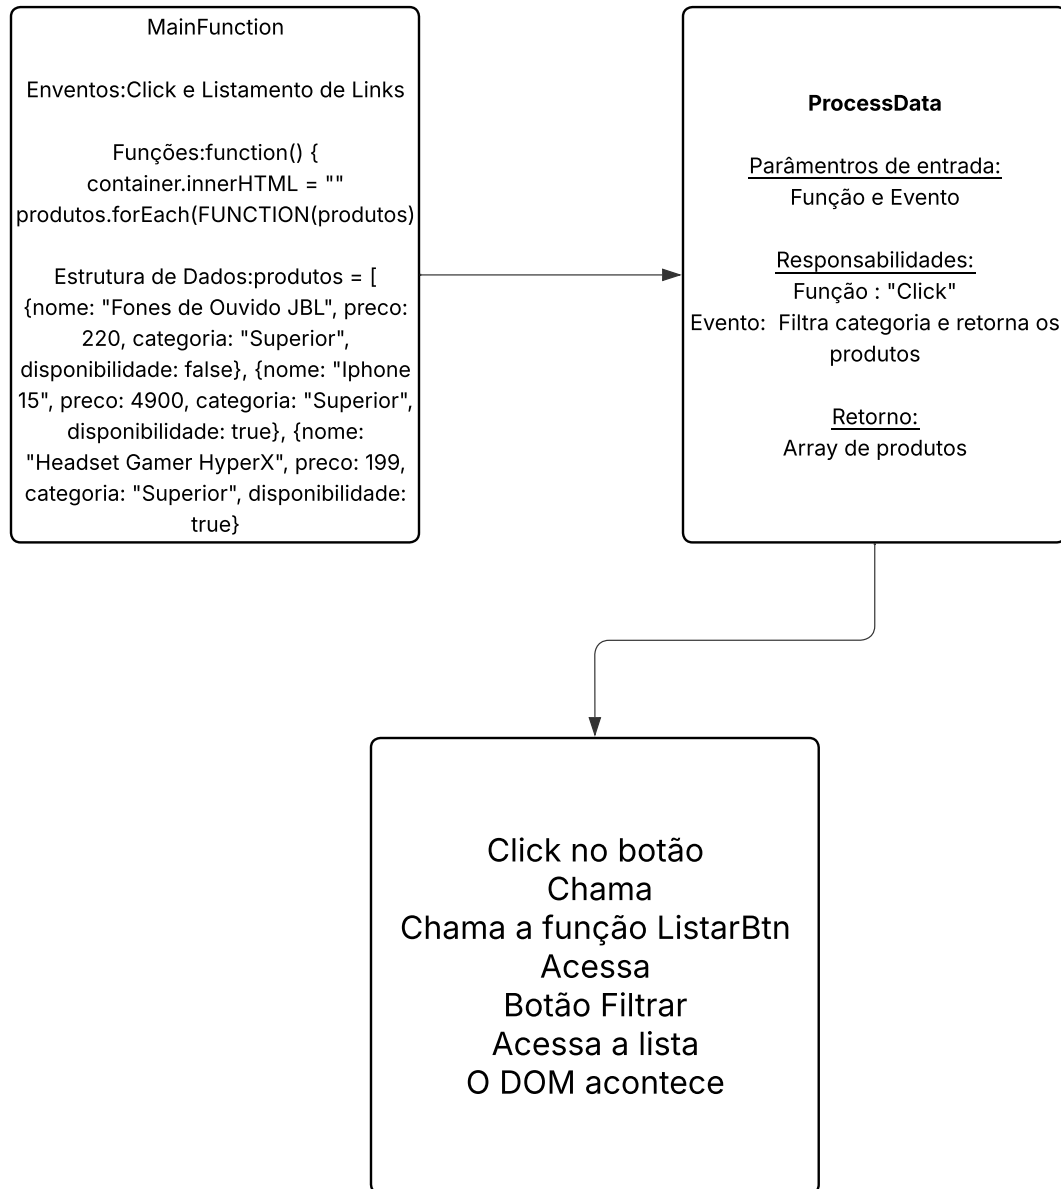 MainFunction
Enventos:Click e Listamento de Links
Funções:function() {
container.innerHTML = ""
produtos.forEach(FUNCTION(produtos)
Estrutura de Dados:produtos = [
{nome: "Fones de Ouvido JBL", preco:
220, categoria: "Superior",
disponibilidade: false}, {nome: "Iphone
15", preco: 4900, categoria: "Superior",
disponibilidade: true}, {nome:
"Headset Gamer HyperX", preco: 199,
categoria: "Superior", disponibilidade:
true}
ProcessData
Parâmentros de entrada:
Função e Evento
Responsabilidades:
Função : "Click"
Evento:  Filtra categoria e retorna os
produtos
Retorno:
Array de produtos
Click no botão
Chama
Chama a função ListarBtn
Acessa
Botão Filtrar
Acessa a lista
O DOM acontece